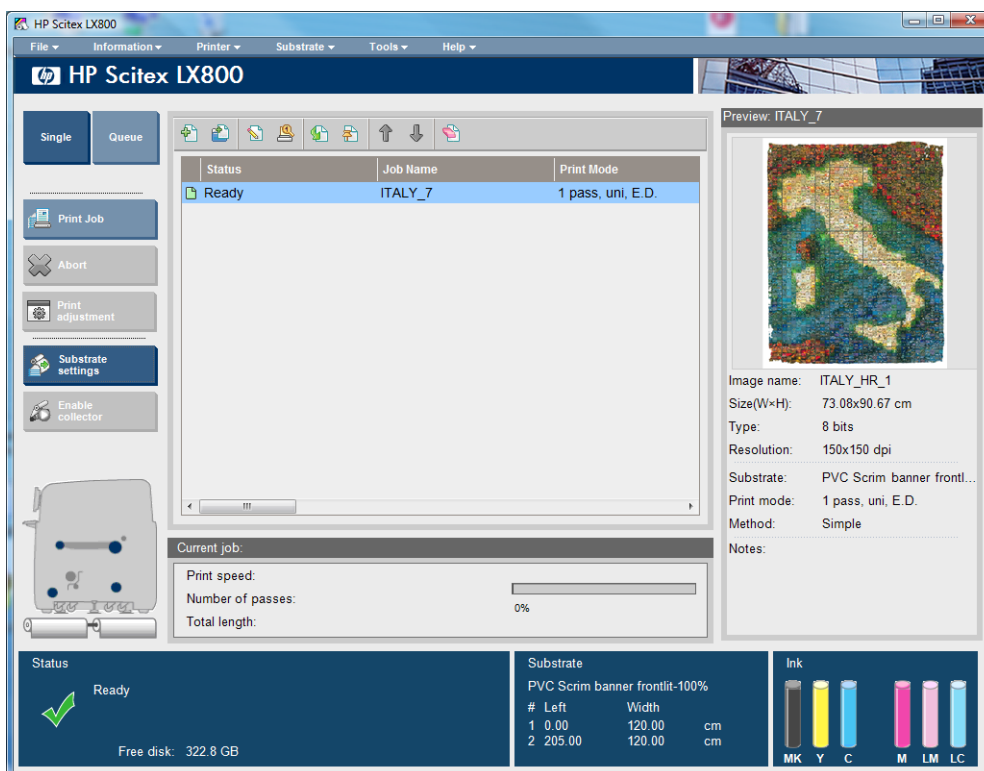 HP Scitex LX800
File Information Printer Substrate Tools Help
hp HP Scitex LX800
Single Queue
Print Job
Abort
Print
adjustment
Substrate
settings
Enable
collector
Status Job Name Print Mode
Ready ITALY_7 1 pass, uni, E.D.
Current job:
Print speed:
Number of passes:
Total length:
0%
Preview: ITALY_7
Image name: ITALY_HR_1
Size(W×H): 73.08x90.67 cm
Type: 8 bits
Resolution: 150x150 dpi
Substrate: PVC Scrim banner frontl...
Print mode: 1 pass, uni, E.D.
Method: Simple
Notes:
Status
Ready
Free disk: 322.8 GB
Substrate
PVC Scrim banner frontlit-100%
# Left Width
1 0.00 120.00 cm
2 205.00 120.00 cm
Ink
MK Y C M LM LC